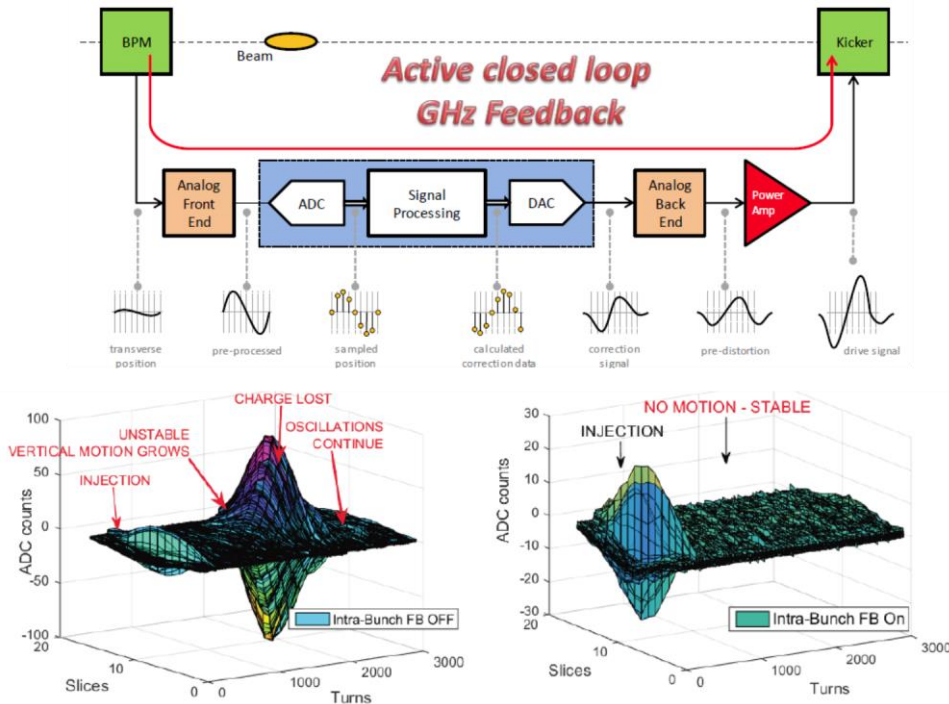 BPM
Beam
Kicker
Active closed loop
GHz Feedback
Analog
Front
End
ADC
Signal
Processing
DAC
Analog
Back
End
Power
Amp
transverse
position
pre-processed
sampled
position
calculated
correction data
correction
signal
pre-distortion
drive signal
100
50
0
-50
-100
ADC counts
INJECTION
UNSTABLE
VERTICAL MOTION GROWS
CHARGE LOST
OSCILLATIONS
CONTINUE
Intra-Bunch FB OFF
20
10
0
Slices
0
1000
2000
3000
Turns
30
20
10
0
-10
-20
-30
ADC counts
INJECTION
NO MOTION - STABLE
Intra-Bunch FB On
20
10
0
Slices
0
1000
2000
3000
Turns